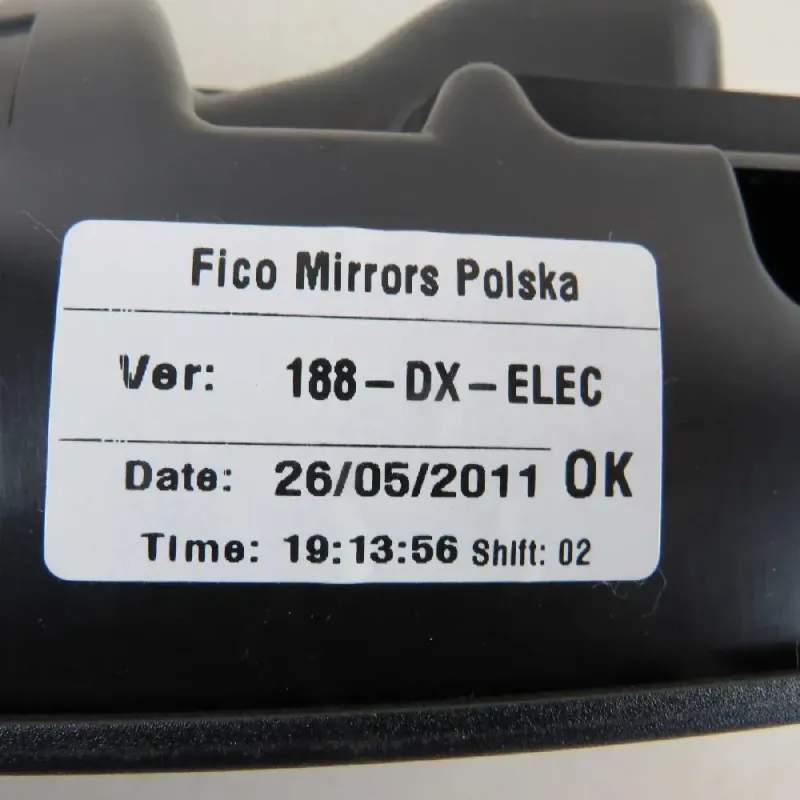 Fico Mirrors Polska
Ver: 188-DX-ELEC
Date: 26/05/2011 OK
Time: 19:13:56 Shift: 02